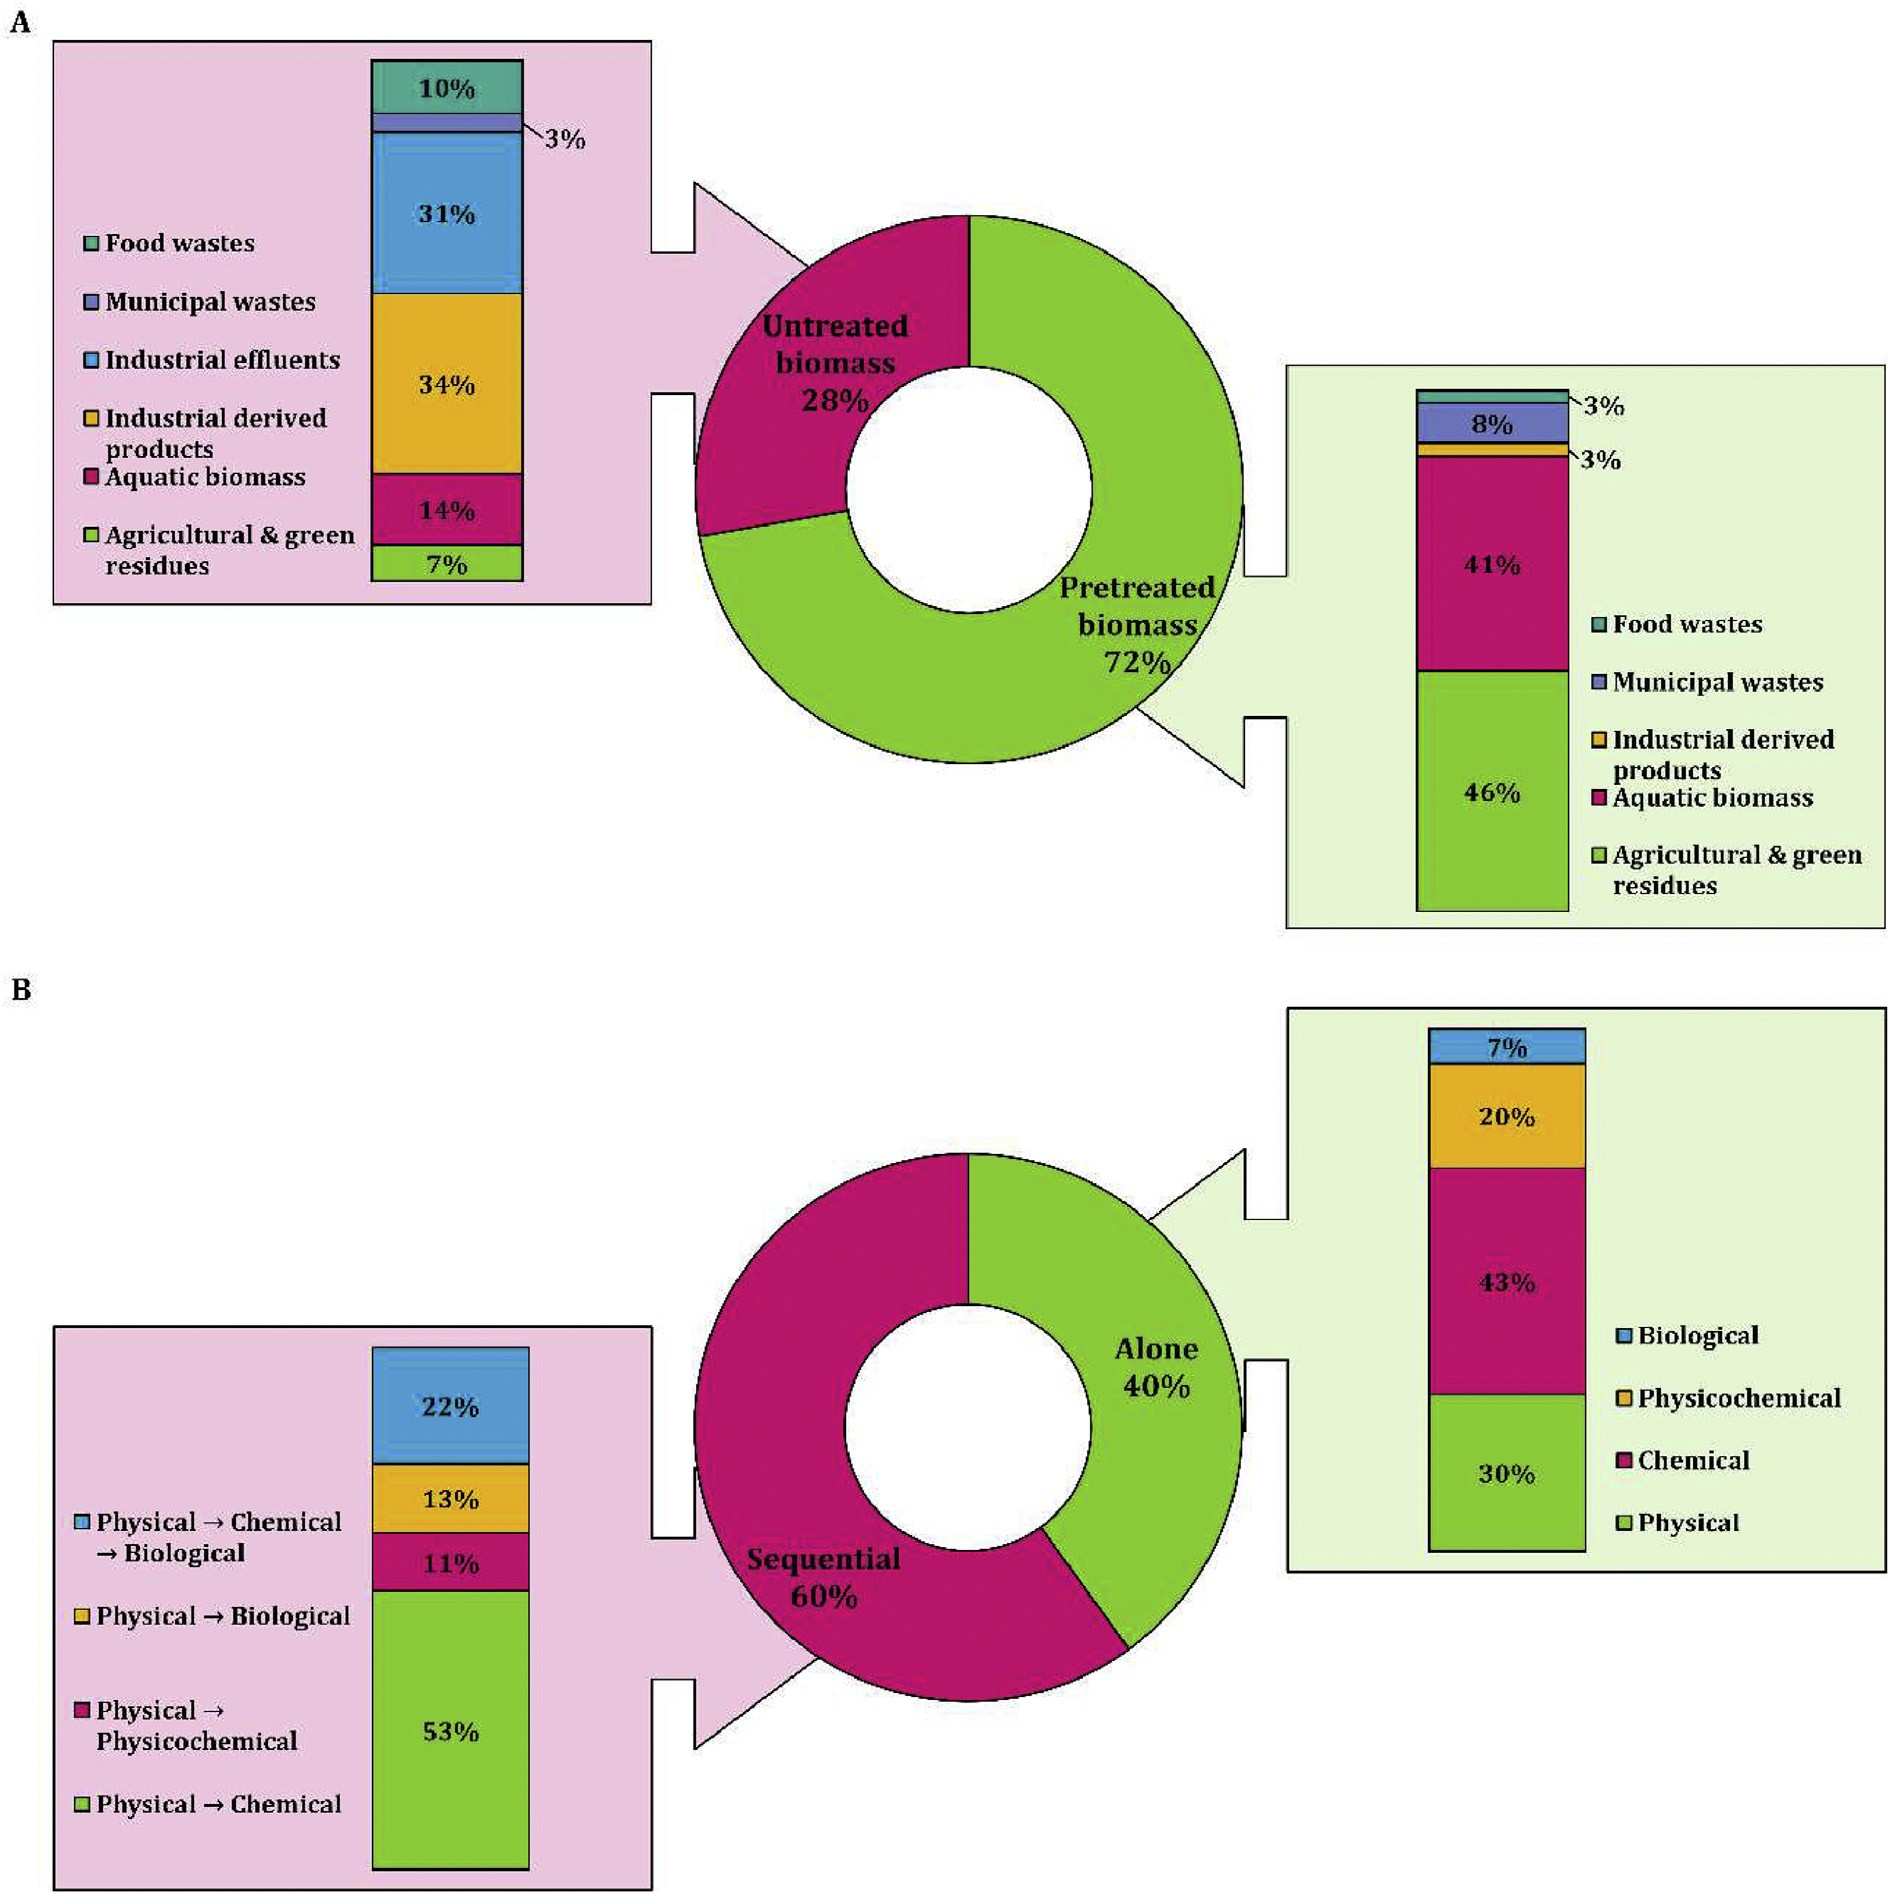 A
10%
3%
31%
34%
14%
7%
Food wastes
Municipal wastes
Industrial effluents
Industrial derived
products
Aquatic biomass
Agricultural & green
residues
Untreated
biomass
28%
Pretreated
biomass
72%
3%
8%
3%
41%
46%
Food wastes
Municipal wastes
Industrial derived
products
Aquatic biomass
Agricultural & green
residues
B
7%
20%
43%
30%
Biological
Physicochemical
Chemical
Physical
Alone
40%
Sequential
60%
22%
13%
11%
53%
Physical → Chemical
→ Biological
Physical → Biological
Physical →
Physicochemical
Physical → Chemical